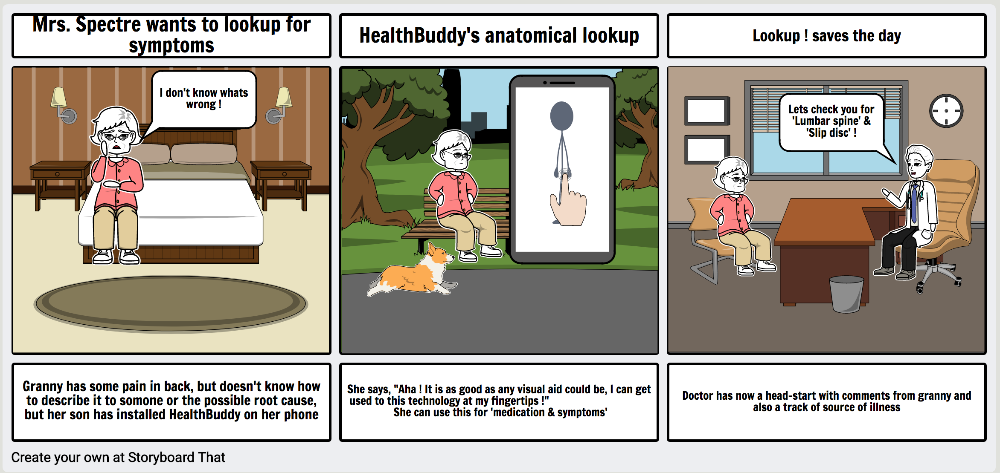 Mrs. Spectre wants to lookup for
symptoms
HealthBuddy's anatomical lookup
Lookup ! saves the day
I don't know whats
wrong !
Lets check you for
'Lumbar spine' &
'Slip disc' !
Granny has some pain in back, but doesn't know how
to describe it to somone or the possible root cause,
but her son has installed HealthBuddy on her phone
She says, "Aha ! It is as good as any visual aid could be, I can get
used to this technology at my fingertips !"
She can use this for 'medication & symptoms'
Doctor has now a head-start with comments from granny and
also a track of source of illness
Create your own at Storyboard That